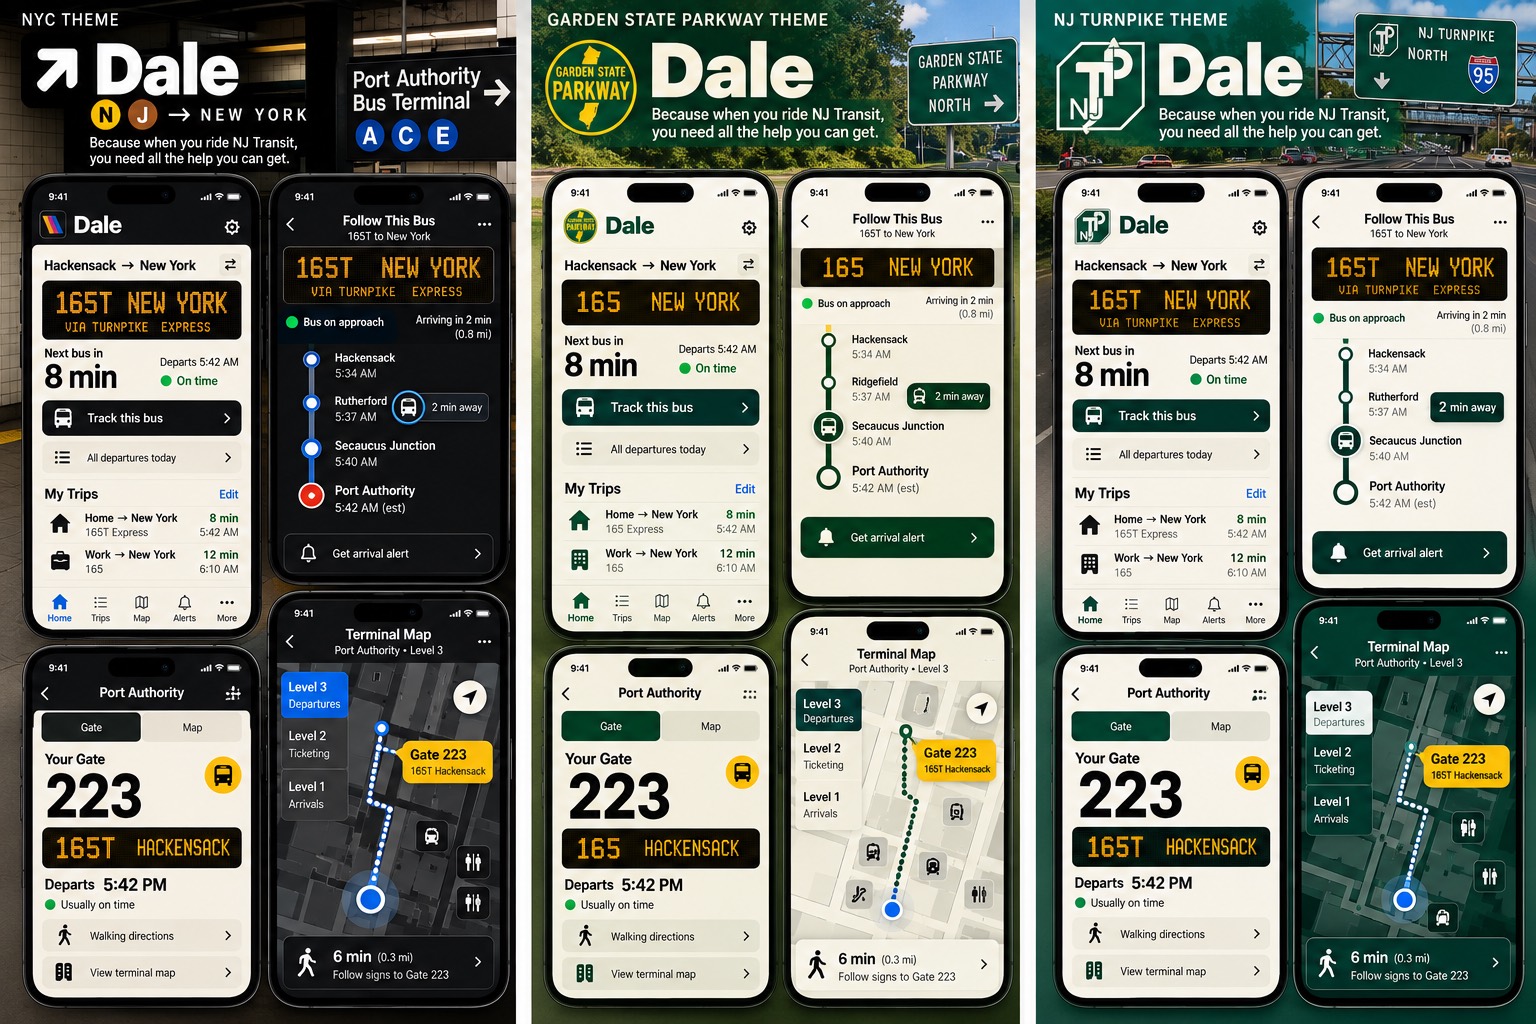 NYC THEME
Dale
N J → NEW YORK
Because when you ride NJ Transit,
you need all the help you can get.
Port Authority
Bus Terminal →
A C E
9:41
Dale
Hackensack → New York
165T NEW YORK
VIA TURNPIKE EXPRESS
Next bus in
8 min
Departs 5:42 AM
On time
Track this bus
All departures today
My Trips
Edit
Home → New York 8 min
165T Express 5:42 AM
Work → New York 12 min
165 6:10 AM
Home Trips Map Alerts More
9:41
Follow This Bus
165T to New York
165T NEW YORK
VIA TURNPIKE EXPRESS
Bus on approach
Arriving in 2 min
(0.8 mi)
Hackensack
5:34 AM
Rutherford
5:37 AM
2 min away
Secaucus Junction
5:40 AM
Port Authority
5:42 AM (est)
Get arrival alert
9:41
Port Authority
Gate Map
Your Gate
223
165T HACKENSACK
Departs 5:42 PM
Usually on time
Walking directions
View terminal map
9:41
Terminal Map
Port Authority • Level 3
Level 3
Departures
Level 2
Ticketing
Level 1
Arrivals
Gate 223
165T Hackensack
6 min (0.3 mi)
Follow signs to Gate 223
GARDEN STATE PARKWAY THEME
GARDEN STATE
PARKWAY
Dale
Because when you ride NJ Transit,
you need all the help you can get.
GARDEN STATE
PARKWAY
NORTH →
9:41
GARDEN STATE
PARKWAY
Dale
Hackensack → New York
165 NEW YORK
Next bus in
8 min
Departs 5:42 AM
On time
Track this bus
All departures today
My Trips
Edit
Home → New York 8 min
165 Express 5:42 AM
Work → New York 12 min
165 6:10 AM
Home Trips Map Alerts More
9:41
Follow This Bus
165T to New York
165 NEW YORK
Bus on approach
Arriving in 2 min
(0.8 mi)
Hackensack
5:34 AM
Ridgefield
5:37 AM
2 min away
Secaucus Junction
5:40 AM
Port Authority
5:42 AM (est)
Get arrival alert
9:41
Port Authority
Gate Map
Your Gate
223
165 HACKENSACK
Departs 5:42 PM
Usually on time
Walking directions
View terminal map
9:41
Terminal Map
Port Authority • Level 3
Level 3
Departures
Level 2
Ticketing
Level 1
Arrivals
Gate 223
165T Hackensack
6 min (0.3 mi)
Follow signs to Gate 223
NJ TURNPIKE THEME
NJ TP
Dale
Because when you ride NJ Transit,
you need all the help you can get.
NJ TP
NJ TURNPIKE
NORTH
95
9:41
NJ TP
Dale
Hackensack → New York
165T NEW YORK
VIA TURNPIKE EXPRESS
Next bus in
8 min
Departs 5:42 AM
On time
Track this bus
All departures today
My Trips
Edit
Home → New York 8 min
165T Express 5:42 AM
Work → New York 12 min
165 6:10 AM
Home Trips Map Alerts More
9:41
Follow This Bus
165T to New York
165T NEW YORK
VIA TURNPIKE EXPRESS
Bus on approach
Arriving in 2 min
(0.8 mi)
Hackensack
5:34 AM
Rutherford
5:37 AM
2 min away
Secaucus Junction
5:40 AM
Port Authority
5:42 AM (est)
Get arrival alert
9:41
Port Authority
Gate Map
Your Gate
223
165T HACKENSACK
Departs 5:42 PM
Usually on time
Walking directions
View terminal map
9:41
Terminal Map
Port Authority • Level 3
Level 3
Departures
Level 2
Ticketing
Level 1
Arrivals
Gate 223
165T Hackensack
6 min (0.3 mi)
Follow signs to Gate 223